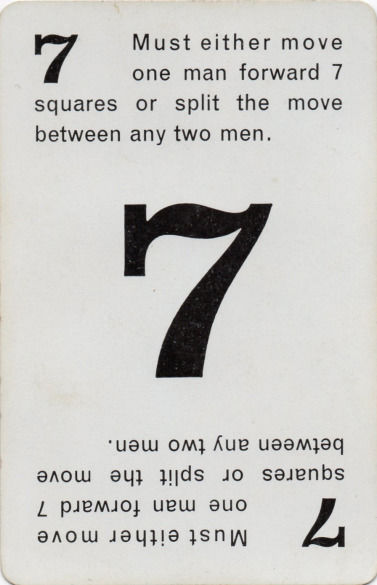 7 Must either move
one man forward 7
squares or split the move
between any two men.
7
7 Must either move
one man forward 7
squares or split the move
between any two men.